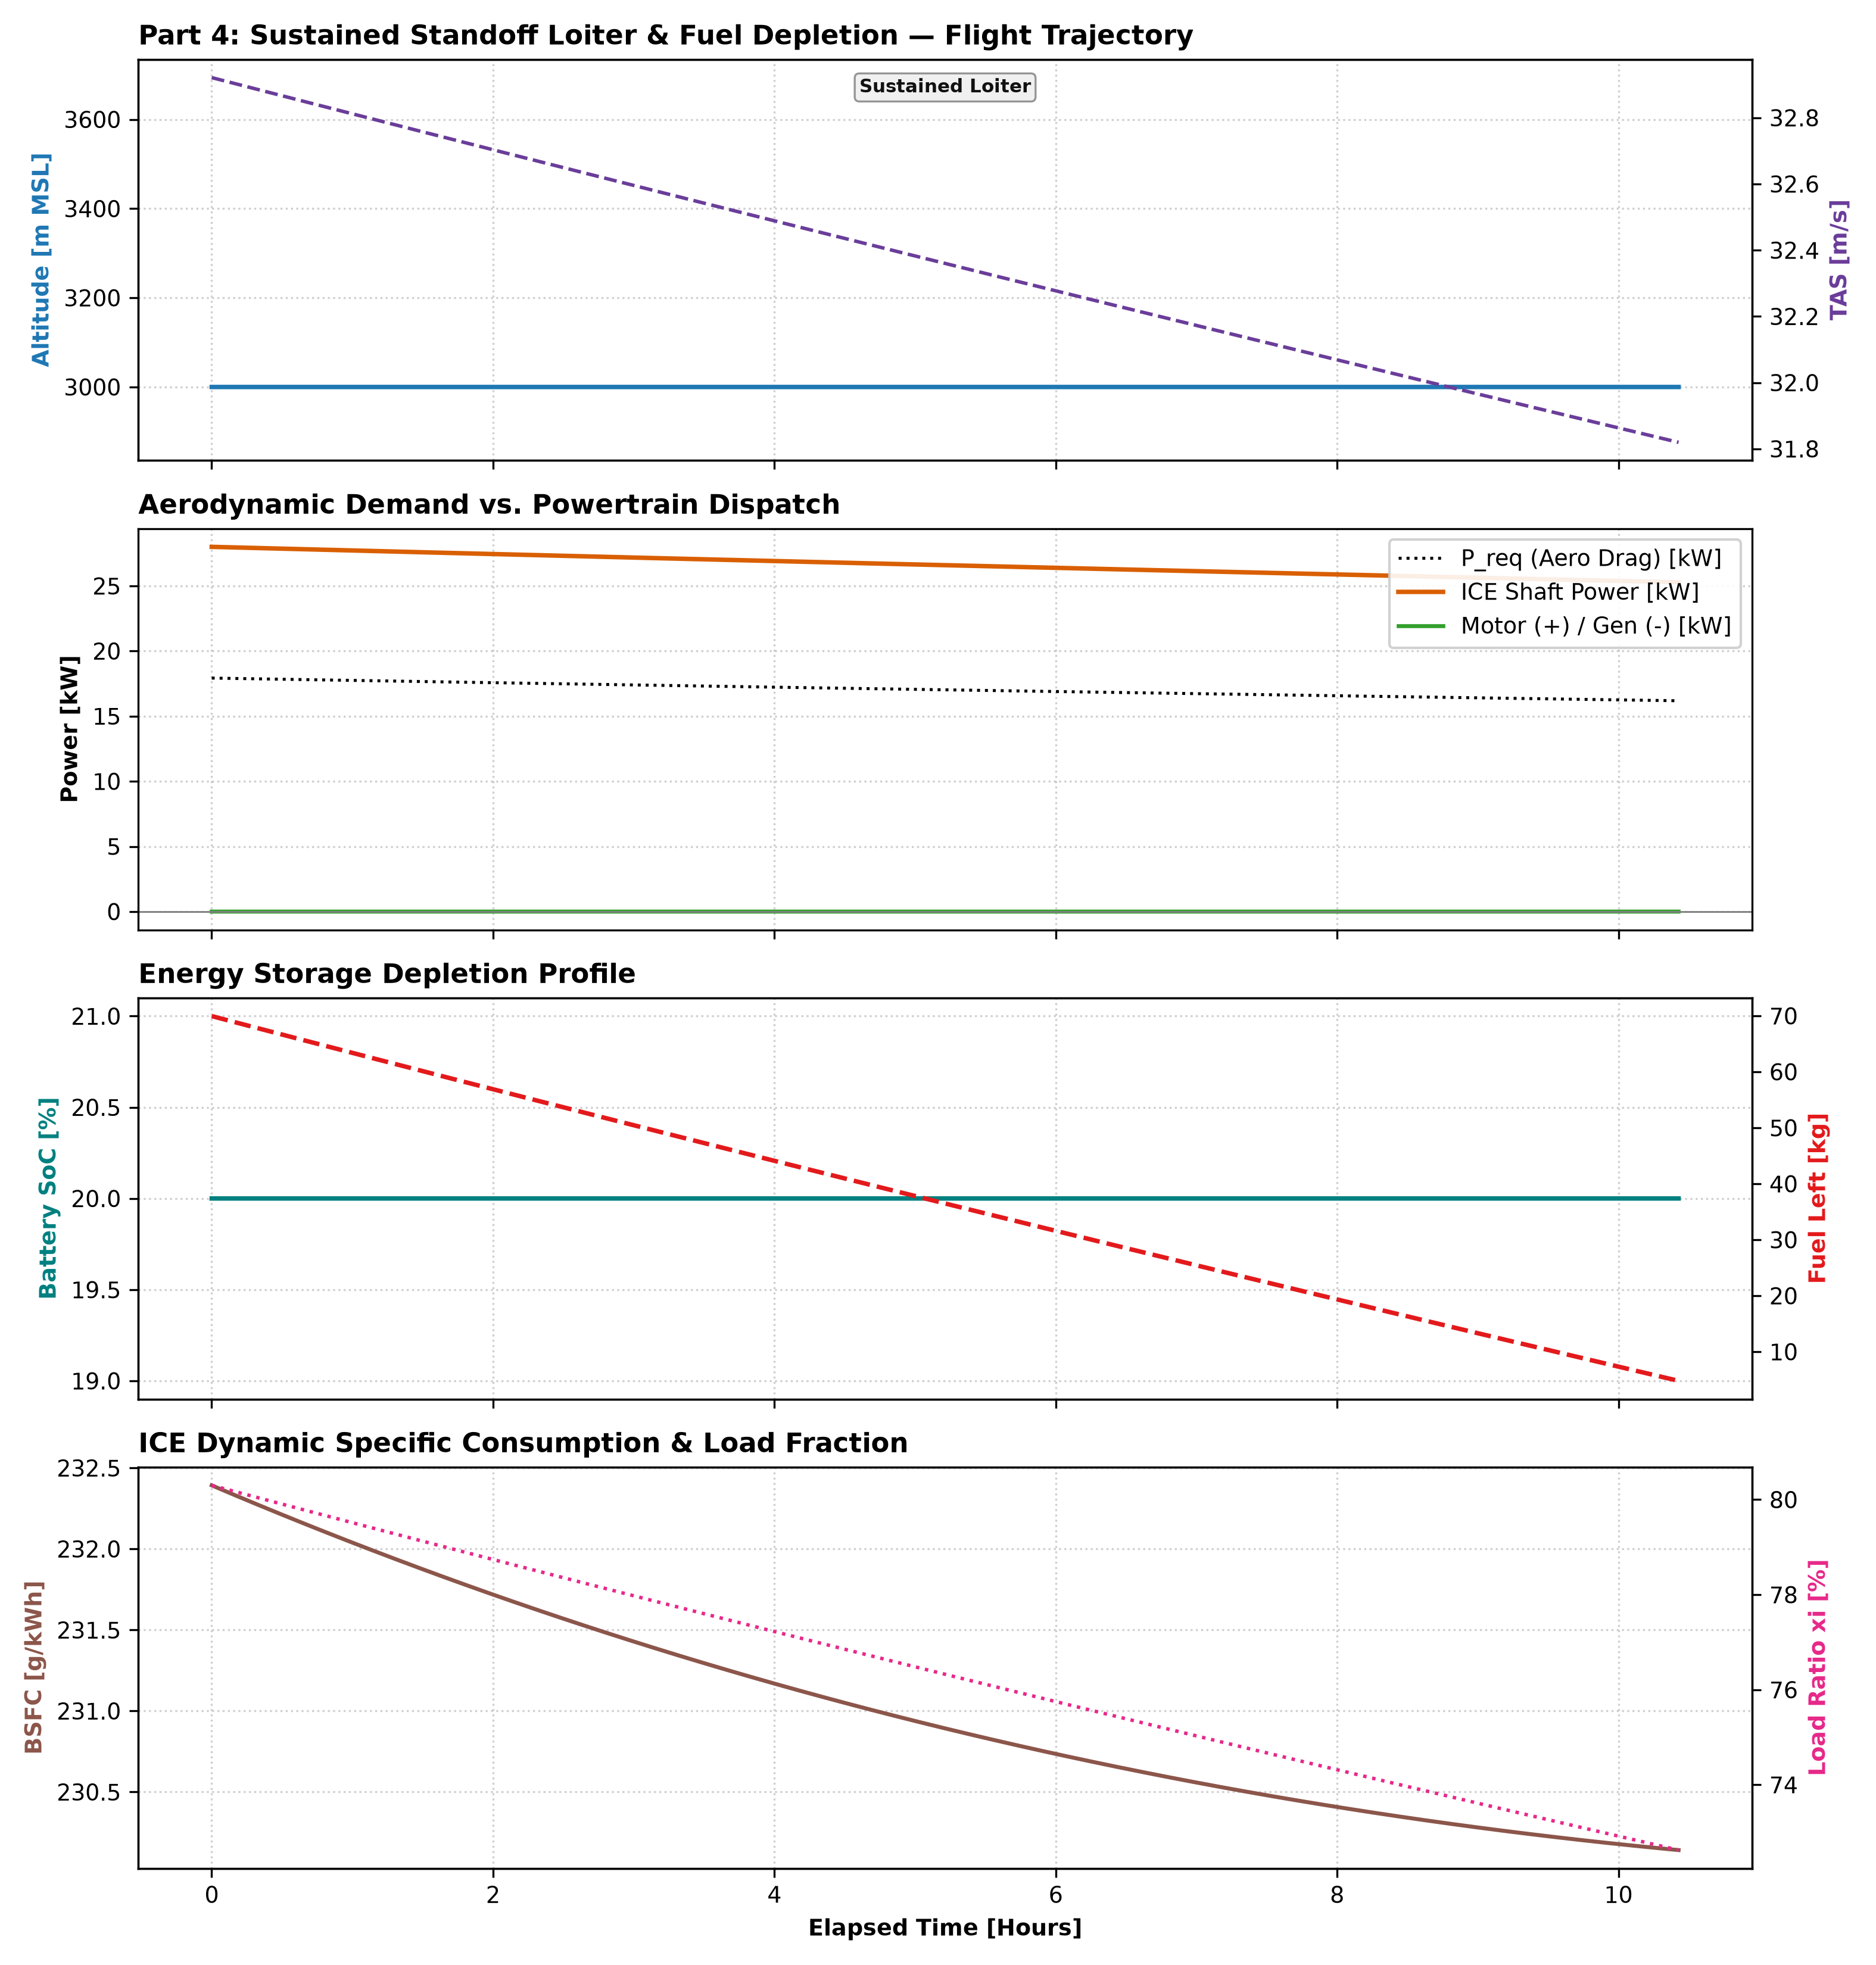 Part 4: Sustained Standoff Loiter & Fuel Depletion — Flight Trajectory
Sustained Loiter
Altitude [m MSL]
3600
3400
3200
3000
TAS [m/s]
32.8
32.6
32.4
32.2
32.0
31.8
Aerodynamic Demand vs. Powertrain Dispatch
Power [kW]
25
20
15
10
5
0
P_req (Aero Drag) [kW]
ICE Shaft Power [kW]
Motor (+) / Gen (-) [kW]
Energy Storage Depletion Profile
Battery SoC [%]
21.0
20.5
20.0
19.5
19.0
Fuel Left [kg]
70
60
50
40
30
20
10
ICE Dynamic Specific Consumption & Load Fraction
BSFC [g/kWh]
232.5
232.0
231.5
231.0
230.5
Load Ratio xi [%]
80
78
76
74
0 2 4 6 8 10
Elapsed Time [Hours]